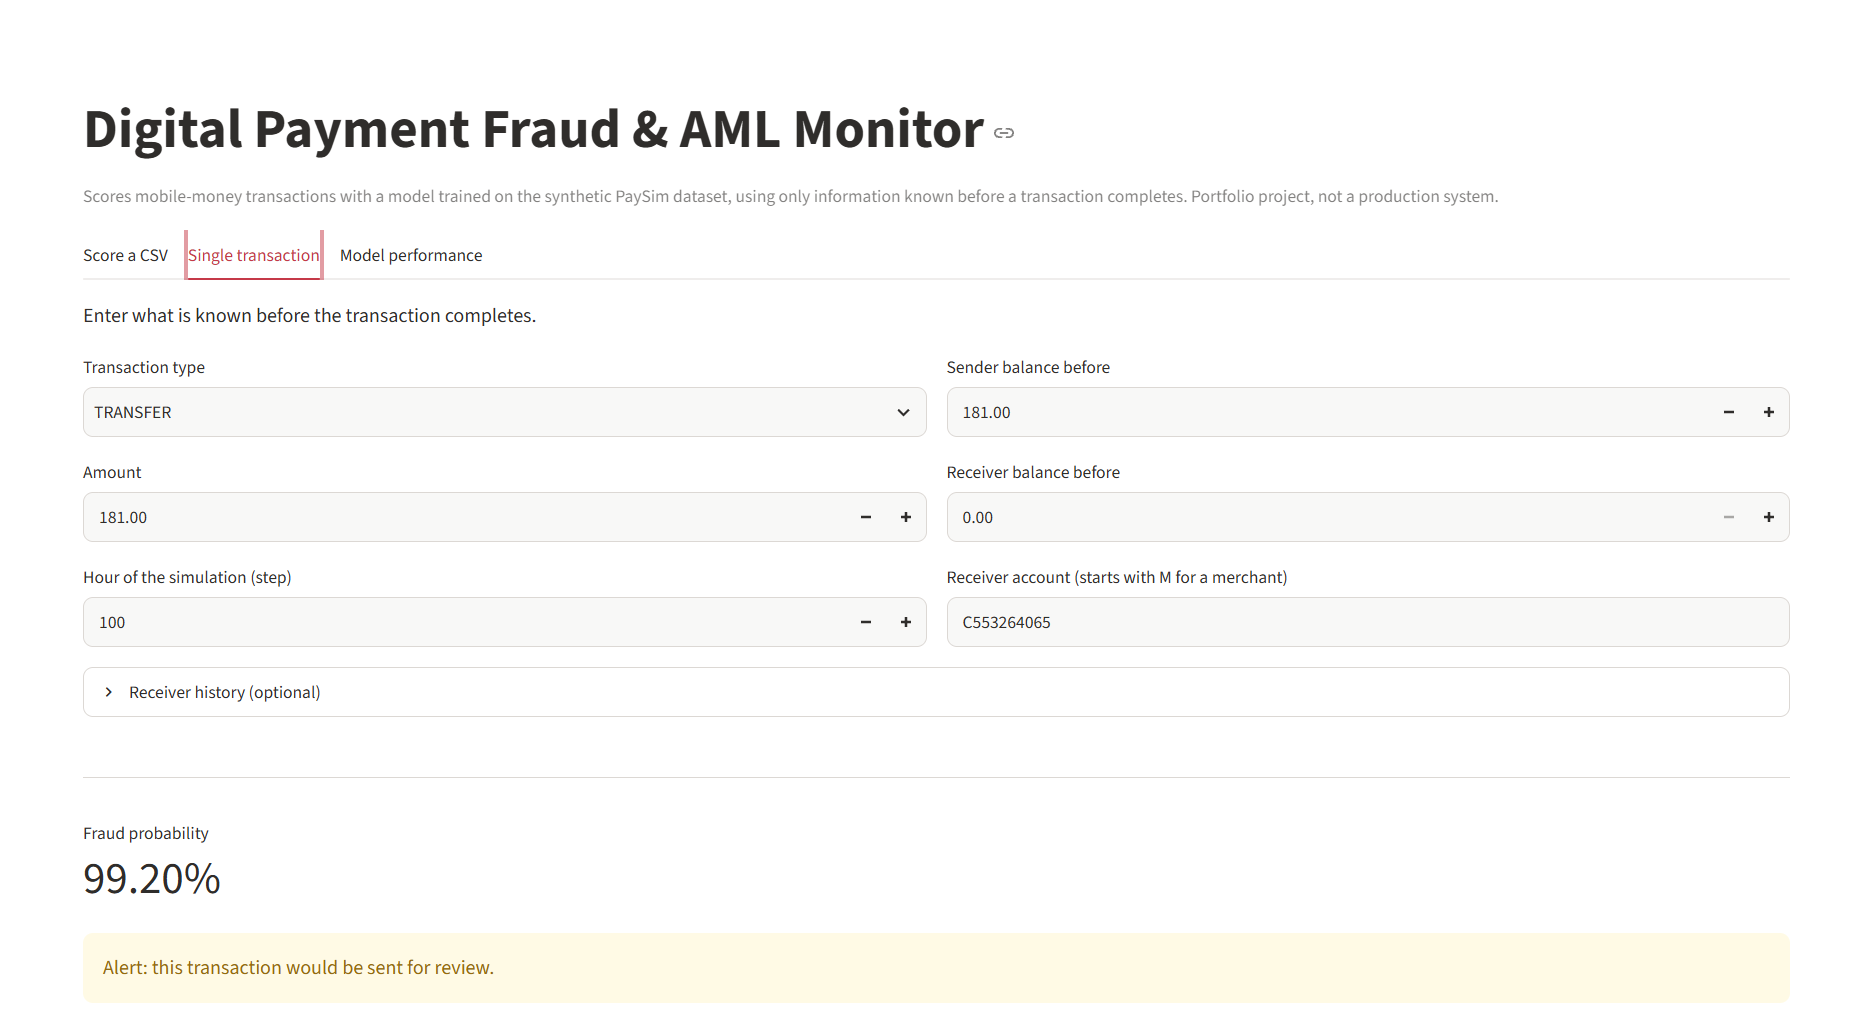 Digital Payment Fraud & AML Monitor
Scores mobile-money transactions with a model trained on the synthetic PaySim dataset, using only information known before a transaction completes. Portfolio project, not a production system.
Score a CSV
Single transaction
Model performance
Enter what is known before the transaction completes.
Transaction type
TRANSFER
Sender balance before
181.00
Amount
181.00
Receiver balance before
0.00
Hour of the simulation (step)
100
Receiver account (starts with M for a merchant)
C553264065
Receiver history (optional)
Fraud probability
99.20%
Alert: this transaction would be sent for review.